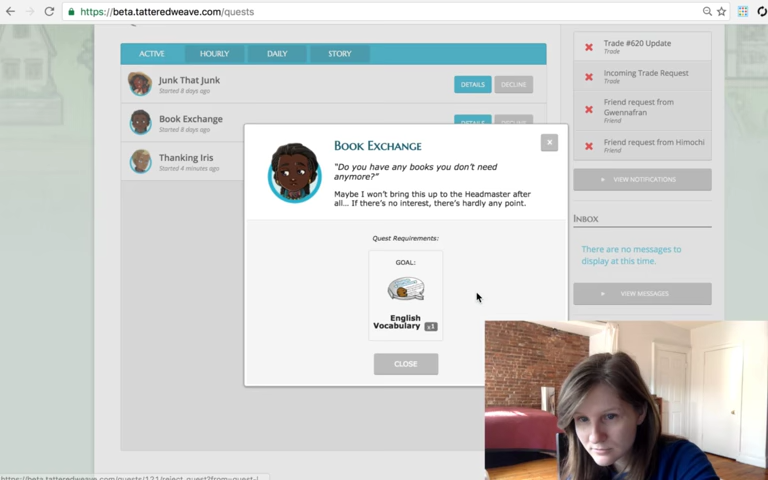 https://beta.tatteredweave.com/quests
ACTIVE HOURLY DAILY STORY
Junk That Junk
Started 8 days ago
DETAILS DECLINE
Book Exchange
Started 8 days ago
Thanking Iris
Started 4 minutes ago
BOOK EXCHANGE
×
"Do you have any books you don't need
anymore?"
Maybe I won't bring this up to the Headmaster after
all... If there's no interest, there's hardly any point.
Quest Requirements:
GOAL:
English
Vocabulary x1
CLOSE
Trade #620 Update
Trade
Incoming Trade Request
Trade
Friend request from
Gwennafran
Friend
Friend request from Himochi
Friend
VIEW NOTIFICATIONS
INBOX
There are no messages to
display at this time.
VIEW MESSAGES